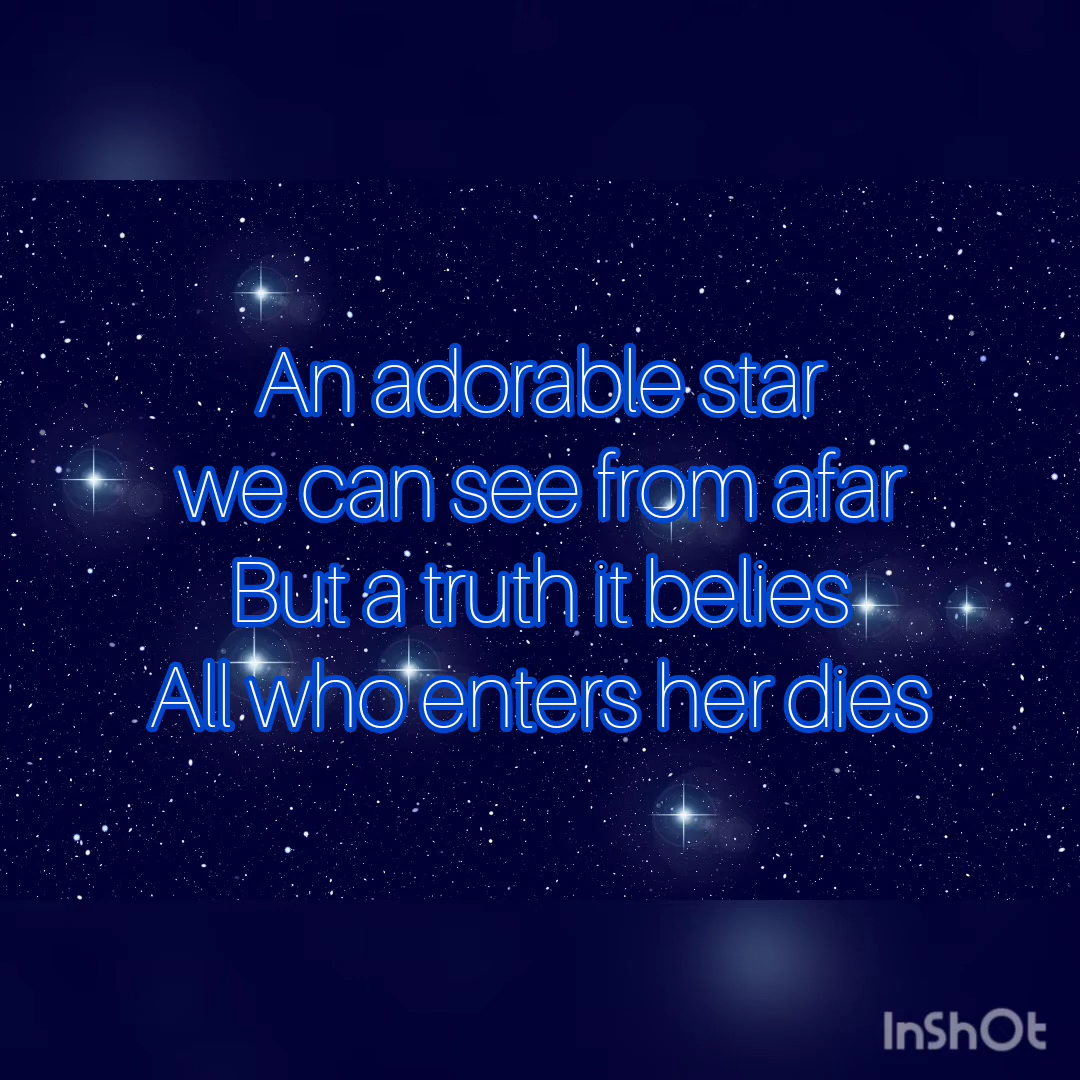 An adorable star
we can see from afar
But a truth it belies
All who enters her dies
InShOt